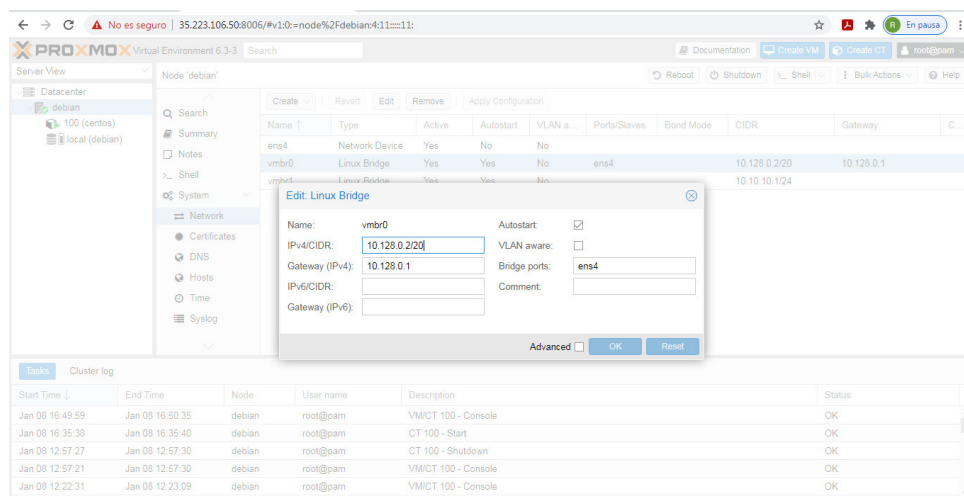 No es seguro | 35.223.106.50:8006/#v1:0:=node%2Fdebian:4:11:::::11:
R En pausa
PROXMOX Virtual Environment 6.3-3 Search
Documentation Create VM Create CT root@pam
Server View
Node 'debian'
Reboot Shutdown Shell Bulk Actions Help
Datacenter
debian
100 (centos)
local (debian)
Search
Summary
Notes
Shell
System
Network
Certificates
DNS
Hosts
Time
Syslog
Create Revert Edit Remove Apply Configuration
Name Type Active Autostart VLAN a... Ports/Slaves Bond Mode CIDR Gateway C...
ens4 Network Device Yes No No
vmbr0 Linux Bridge Yes Yes No ens4 10.128.0.2/20 10.128.0.1
vmbr1 Linux Bridge Yes Yes No 10.10.10.1/24
Edit: Linux Bridge
Name: vmbr0 Autostart:
IPv4/CIDR: 10.128.0.2/20 VLAN aware:
Gateway (IPv4): 10.128.0.1 Bridge ports: ens4
IPv6/CIDR: Comment:
Gateway (IPv6):
Advanced OK Reset
Tasks Cluster log
Start Time End Time Node User name Description Status
Jan 08 16:49:59 Jan 08 16:50:35 debian root@pam VM/CT 100 - Console OK
Jan 08 16:35:38 Jan 08 16:35:40 debian root@pam CT 100 - Start OK
Jan 08 12:57:27 Jan 08 12:57:30 debian root@pam CT 100 - Shutdown OK
Jan 08 12:57:21 Jan 08 12:57:30 debian root@pam VM/CT 100 - Console OK
Jan 08 12:22:31 Jan 08 12:23:09 debian root@pam VM/CT 100 - Console OK